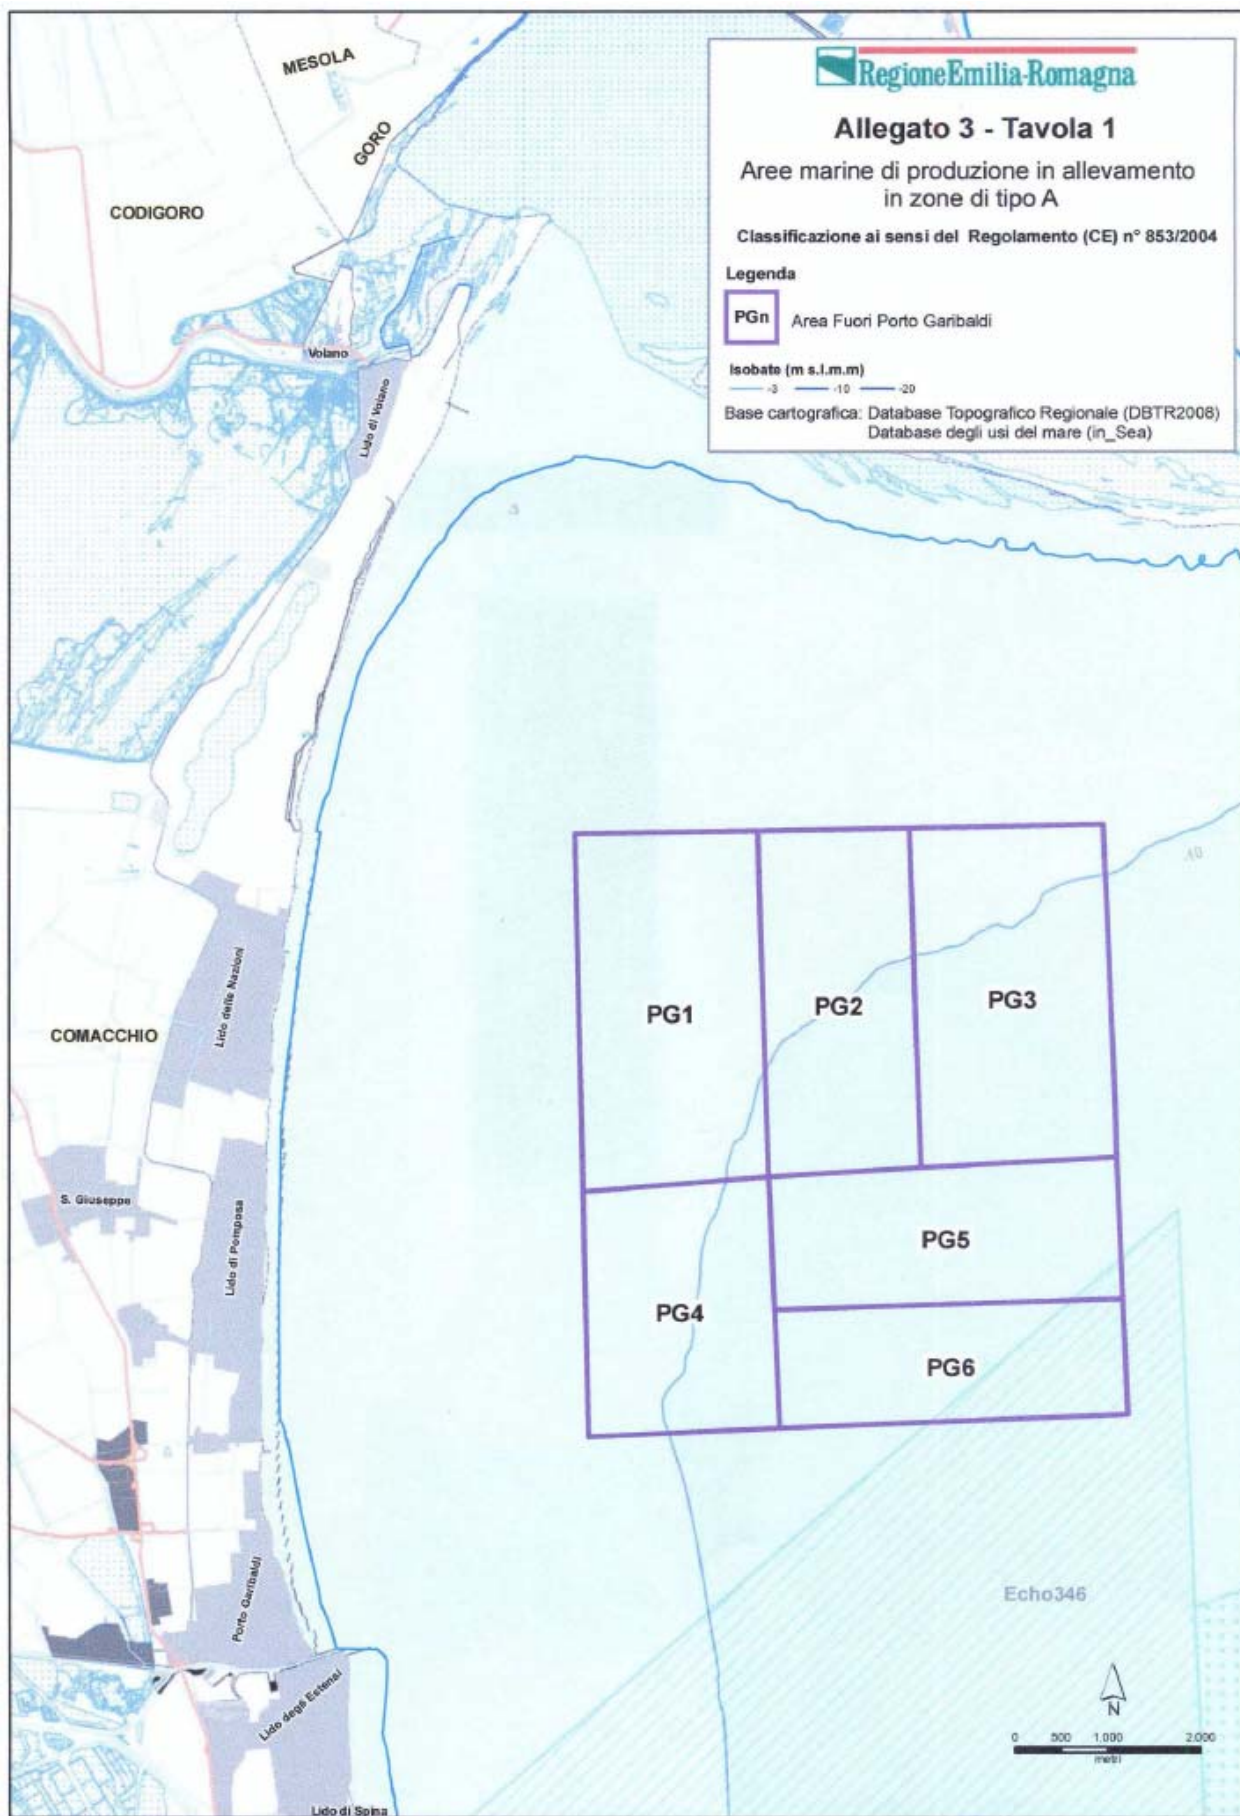 MESOLA
GORO
CODIGORO
RegioneEmilia-Romagna
Allegato 3 - Tavola 1
Aree marine di produzione in allevamento
in zone di tipo A
Classificazione ai sensi del Regolamento (CE) n° 853/2004
Legenda
PGn
Area Fuori Porto Garibaldi
Isobate (m s.l.m.m)
-3 -10 -20
Base cartografica: Database Topografico Regionale (DBTR2008)
Database degli usi del mare (in_Sea)
Volano
Lido di Volano
-10
PG1
PG2
PG3
Lido delle Nazioni
COMACCHIO
S. Giuseppe
Lido di Pomposa
PG5
PG4
PG6
Porto Garibaldi
Echo346
Lido degli Estensi
N
0 500 1.000 2.000
metri
Lido di Spina